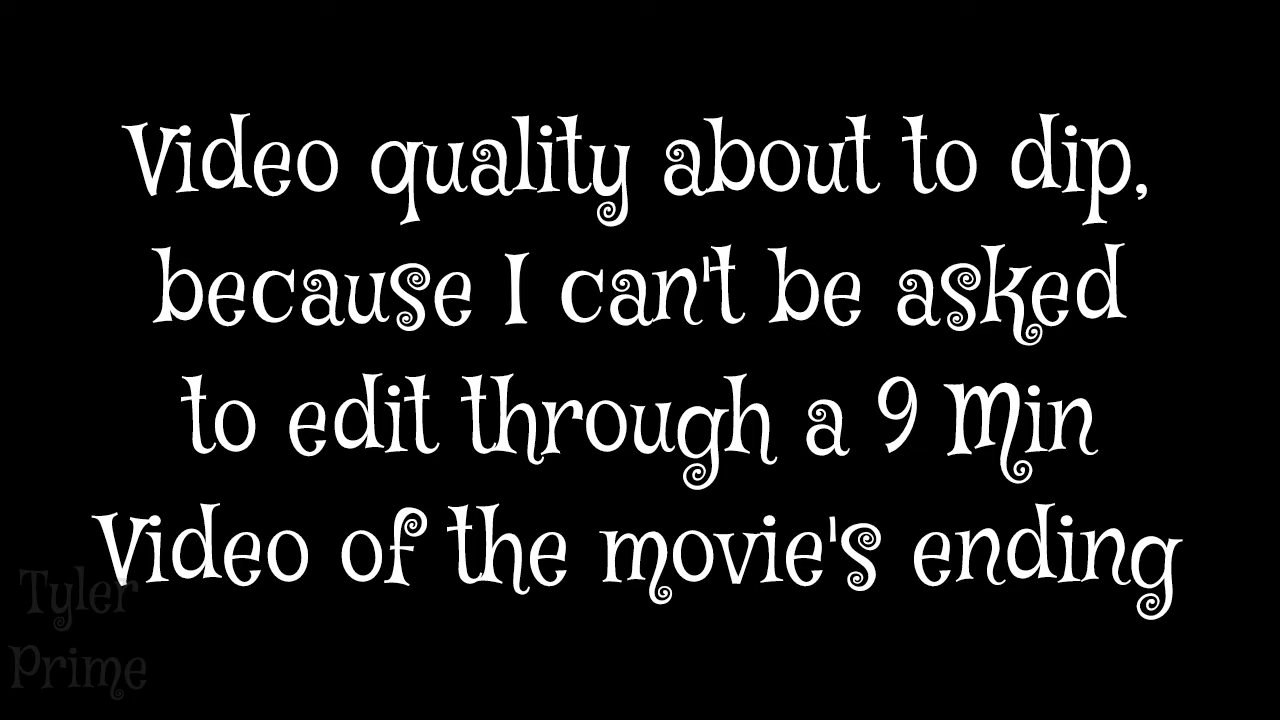 Video quality about to dip,
because I can't be asked
to edit through a 9 Min
Video of the movie's ending
Tyler
Prime